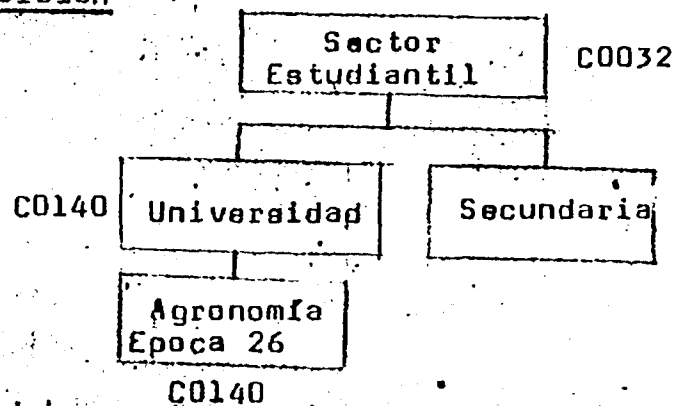 Sector
Estudiantil
C0032
C0140
Universidad
Secundaria
Agronomía
Epoca 26
C0140